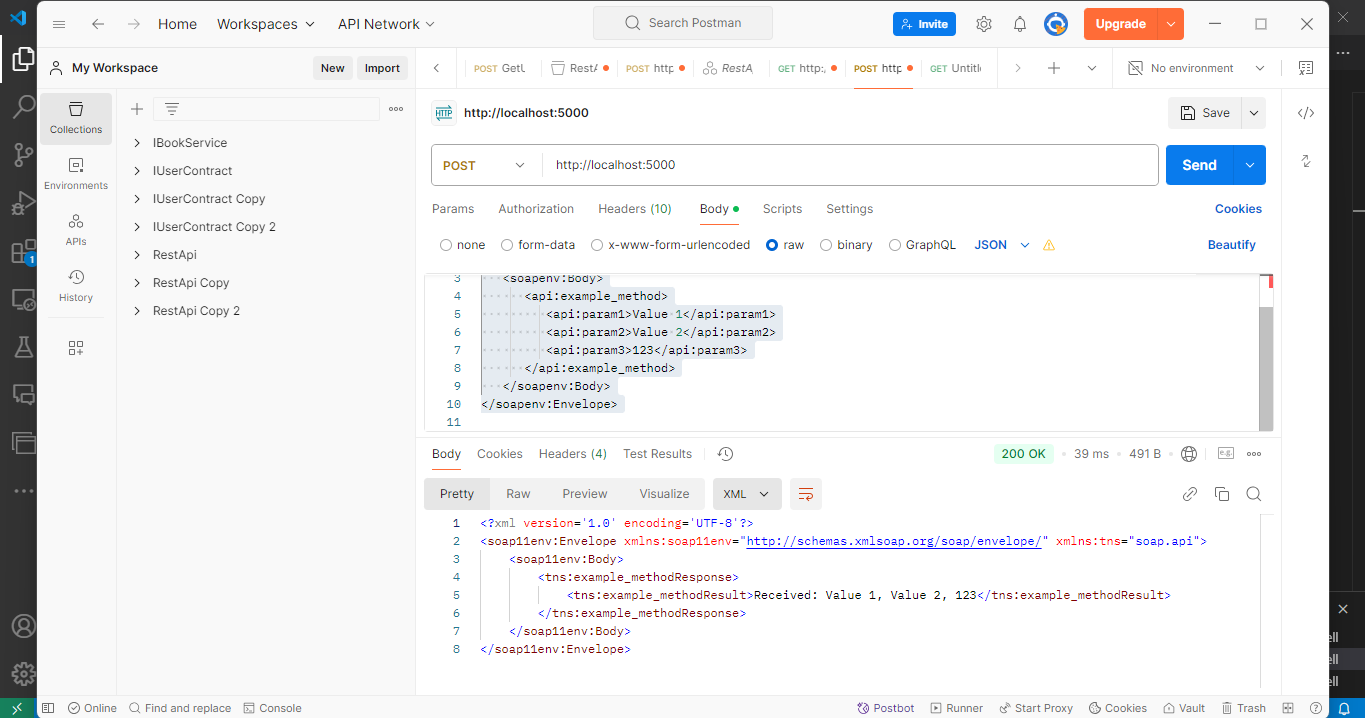 Home
Workspaces
API Network
Search Postman
Invite
Upgrade
My Workspace
New
Import
POST GetU
RestA
POST http
RestA
GET http:,
POST http
GET Untitle
No environment
Collections
Environments
APIs
History
IBookService
IUserContract
IUserContract Copy
IUserContract Copy 2
RestApi
RestApi Copy
RestApi Copy 2
HTTP
http://localhost:5000
Save
POST
http://localhost:5000
Send
Params
Authorization
Headers (10)
Body
Scripts
Settings
Cookies
none
form-data
x-www-form-urlencoded
raw
binary
GraphQL
JSON
Beautify
3 <soapenv:Body>
4 <api:example_method>
5 <api:param1>Value 1</api:param1>
6 <api:param2>Value 2</api:param2>
7 <api:param3>123</api:param3>
8 </api:example_method>
9 </soapenv:Body>
10 </soapenv:Envelope>
11
Body
Cookies
Headers (4)
Test Results
200 OK
39 ms
491 B
e.g.
Pretty
Raw
Preview
Visualize
XML
1 <?xml version='1.0' encoding='UTF-8'?>
2 <soap11env:Envelope xmlns:soap11env="http://schemas.xmlsoap.org/soap/envelope/" xmlns:tns="soap.api">
3 <soap11env:Body>
4 <tns:example_methodResponse>
5 <tns:example_methodResult>Received: Value 1, Value 2, 123</tns:example_methodResult>
6 </tns:example_methodResponse>
7 </soap11env:Body>
8 </soap11env:Envelope>
Online
Find and replace
Console
Postbot
Runner
Start Proxy
Cookies
Vault
Trash
1
ell
ell
ell